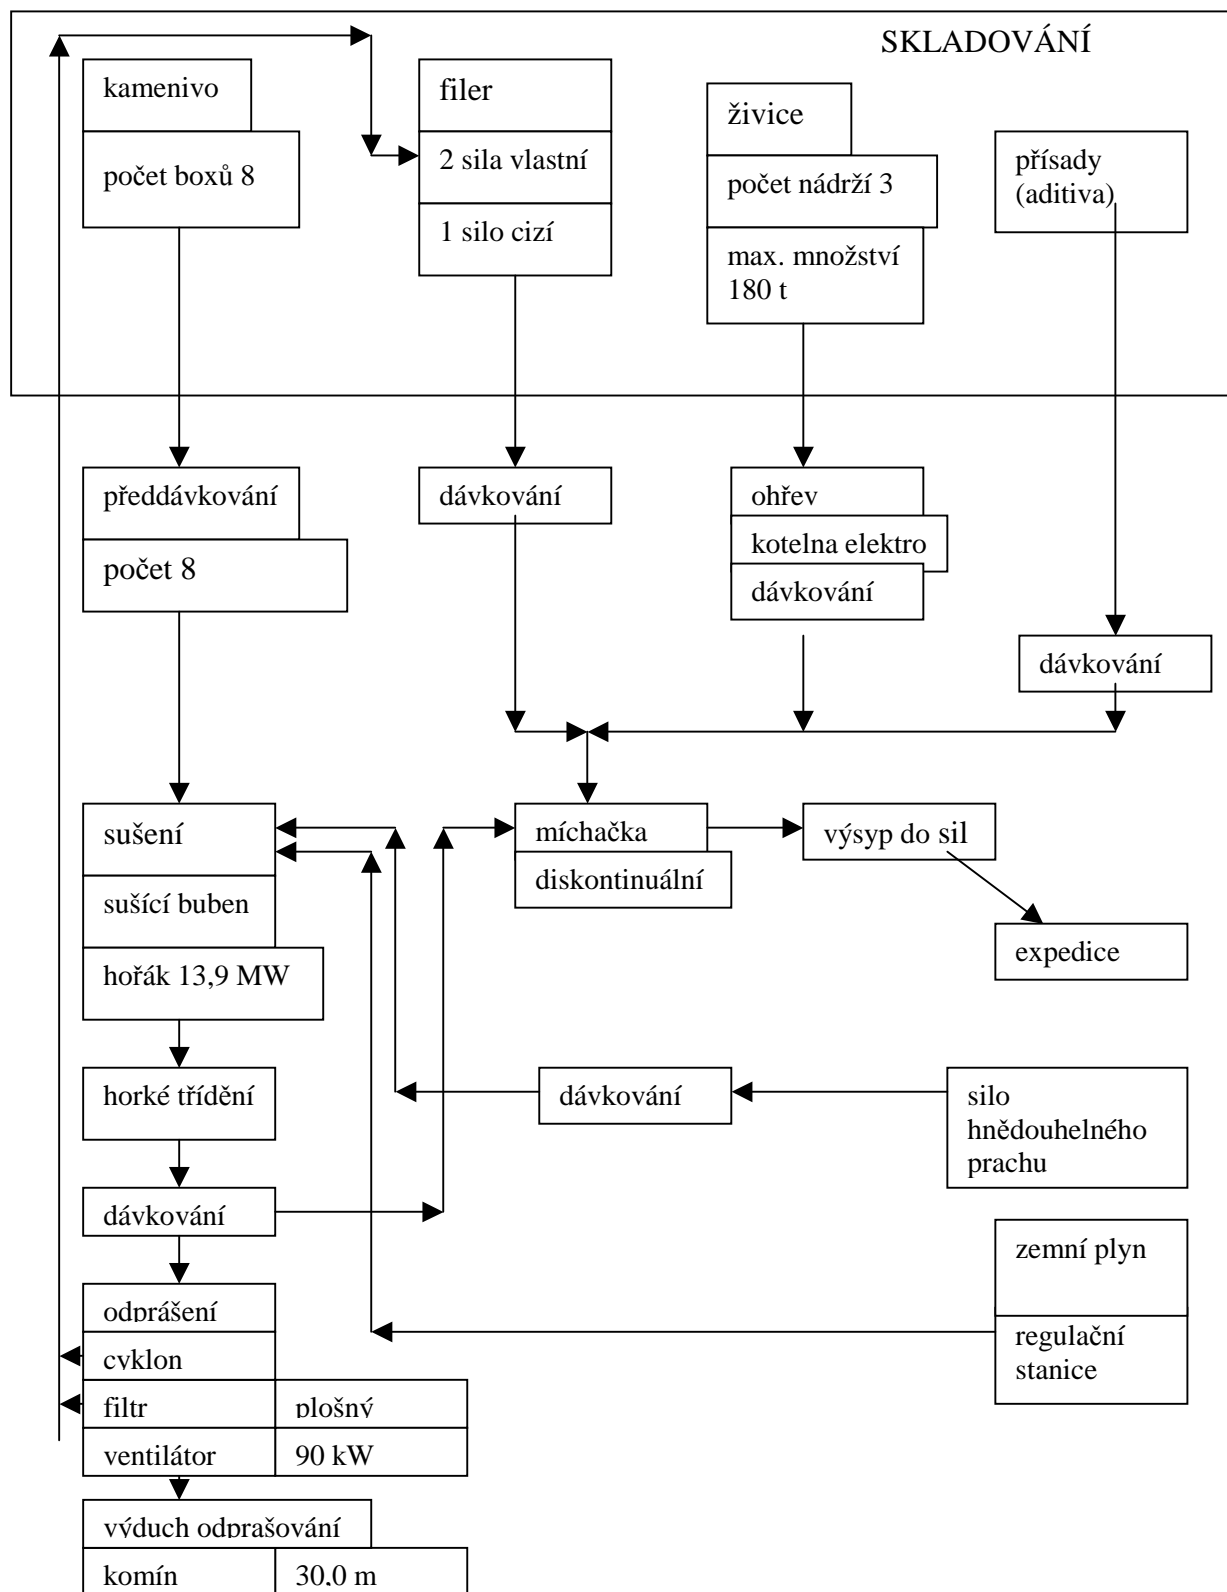 SKLADOVÁNÍ
kamenivo
počet boxů 8
filer
2 sila vlastní
1 silo cizí
živice
počet nádrží 3
max. množství
180 t
přísady
(aditiva)
předdávkování
počet 8
dávkování
ohřev
kotelna elektro
dávkování
dávkování
sušení
sušící buben
hořák 13,9 MW
míchačka
diskontinuální
výsyp do sil
expedice
horké třídění
dávkování
silo
hnědouhelného
prachu
dávkování
zemní plyn
regulační
stanice
odprášení
cyklon
filtr plošný
ventilátor 90 kW
výduch odprašování
komín 30,0 m